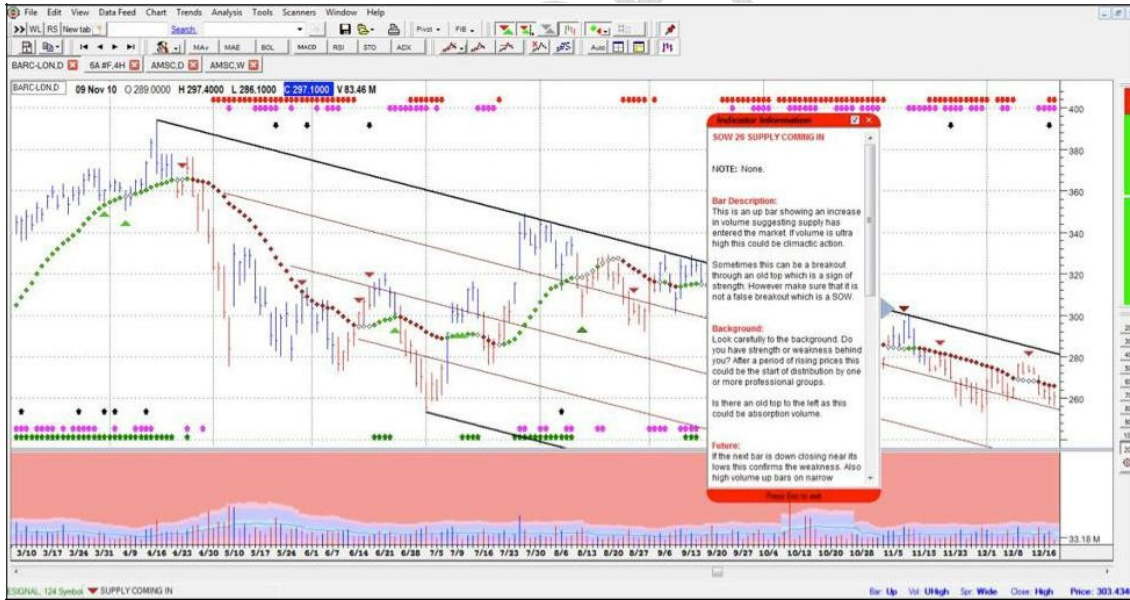 File Edit View Data Feed Chart Trends Analysis Tools Scanners Window Help
WL RS New tab Search. Pivot FIB
MAv MAE BOL MACD RSI STO ADX Auto
BARC-LON,D 6A #F,4H AMSC,D AMSC,W
BARC-LON,D 09 Nov 10 O 289.0000 H 297.4000 L 286.1000 C 297.1000 V 83.46 M
400
380
360
340
320
300
280
260
Indicator Information
SOW 26 SUPPLY COMING IN
NOTE: None.
Bar Description:
This is an up bar showing an increase
in volume suggesting supply has
entered the market. If volume is ultra
high this could be climactic action.
Sometimes this can be a breakout
through an old top which is a sign of
strength. However make sure that it is
not a false breakout which is a SOW.
Background:
Look carefully to the background. Do
you have strength or weakness behind
you? After a period of rising prices this
could be the start of distribution by one
or more professional groups.
Is there an old top to the left as this
could be absorption volume.
Future:
If the next bar is down closing near its
lows this confirms the weakness. Also
high volume up bars on narrow
Press Esc to exit
33.18 M
3/10 3/17 3/24 3/31 4/9 4/16 4/23 4/30 5/10 5/17 5/24 6/1 6/7 6/14 6/21 6/28 7/5 7/9 7/16 7/23 7/30 8/6 8/13 8/20 8/27 9/6 9/13 9/20 9/27 10/4 10/12 10/20 10/28 11/5 11/15 11/23 12/1 12/8 12/16
ESIGNAL, 124 Symbol SUPPLY COMING IN Bar: Up Vol: UHigh Spr: Wide Close: High Price: 303.434